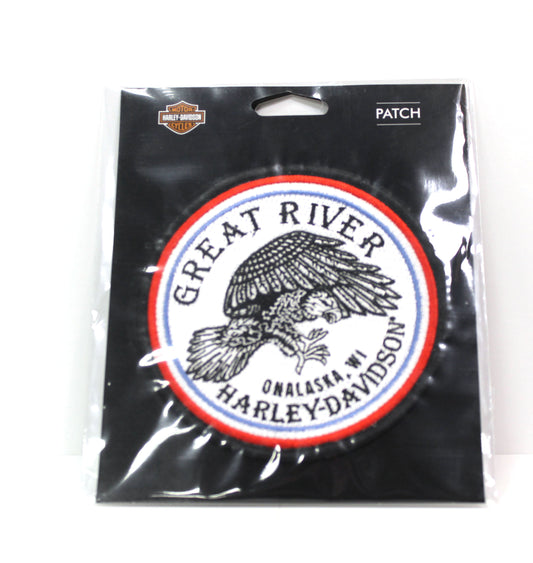 MOTOR
HARLEY-DAVIDSON
CYCLES
PATCH
GREAT RIVER
ONALASKA, WI
HARLEY-DAVIDSON